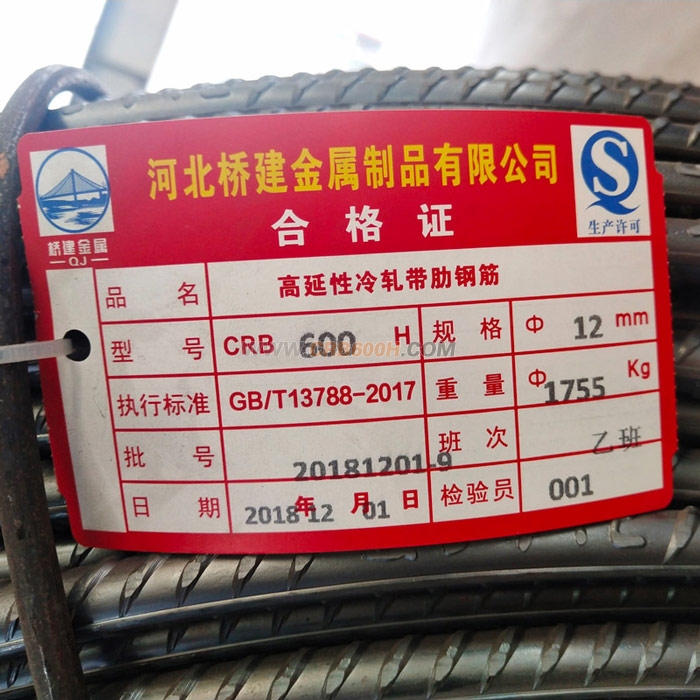 河北桥建金属制品有限公司
合格证
桥建金属
QJ
生产许可
品名 高延性冷轧带肋钢筋
型号 CRB 600 H 规格 Φ 12 mm
执行标准 GB/T13788-2017 重量 Φ 1755 Kg
批号 20181201-9 班次 乙班
日期 2018 年 12 月 01 日 检验员 001
WWW.CRB600H.COM